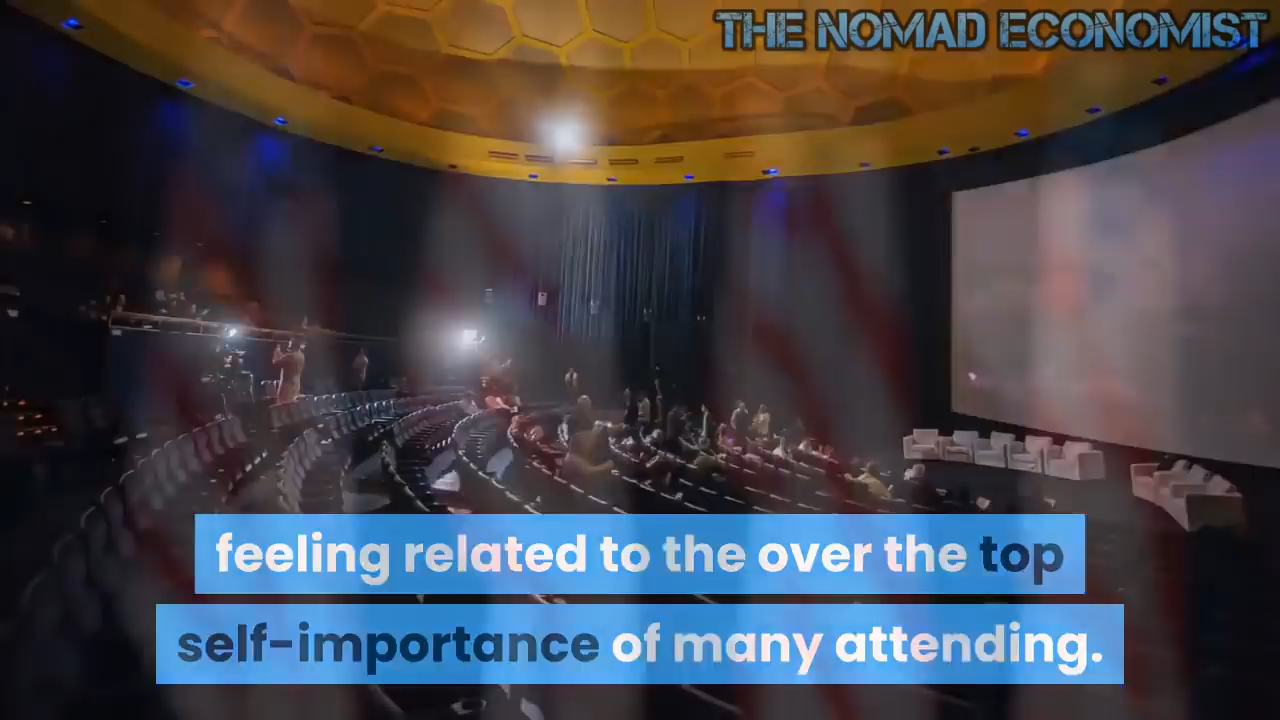 THE NOMAD ECONOMIST
feeling related to the over the top
self-importance of many attending.